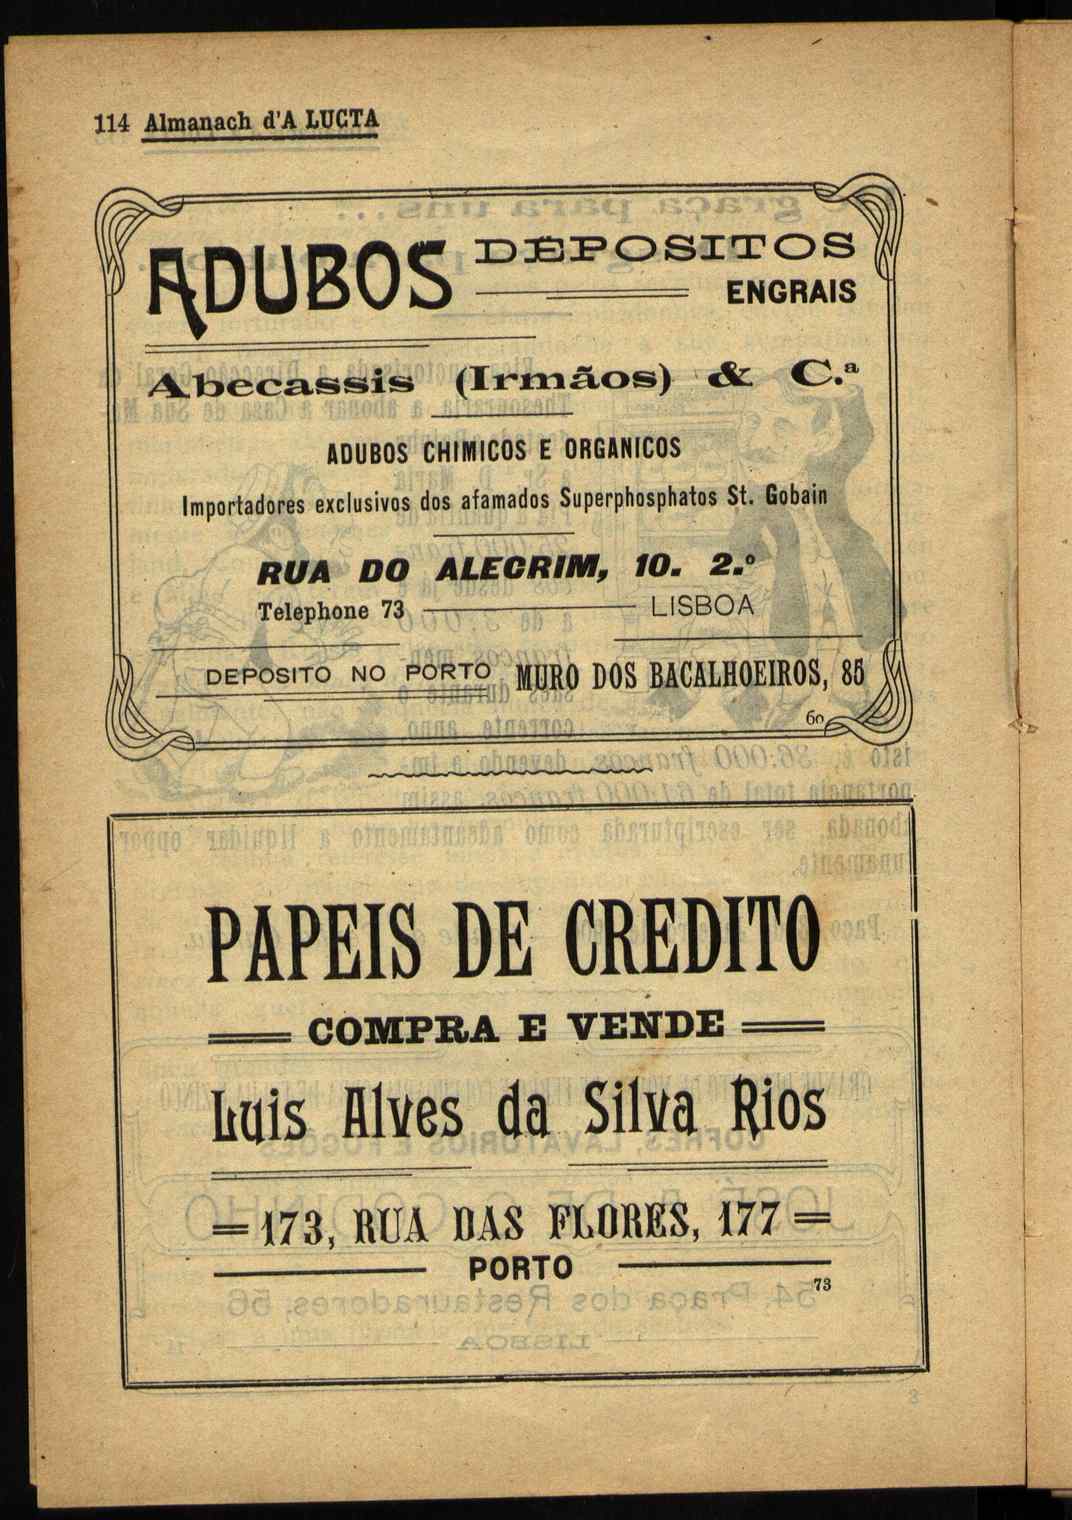 114 Almanach d'A LUCTA
ADUBOS DÉPOSITOS
ENGRAIS
Abecassis (Irmãos) & C.ª
ADUBOS CHIMICOS E ORGANICOS
Importadores exclusivos dos afamados Superphosphatos St. Gobain
RUA DO ALECRIM, 10. 2.º
Telephone 73 LISBOA
DEPOSITO NO PORTO MURO DOS BACALHOEIROS, 85
60
PAPEIS DE CREDITO
COMPRA E VENDE
Luis Alves da Silva Rios
173, RUA DAS FLORES, 177
PORTO
73